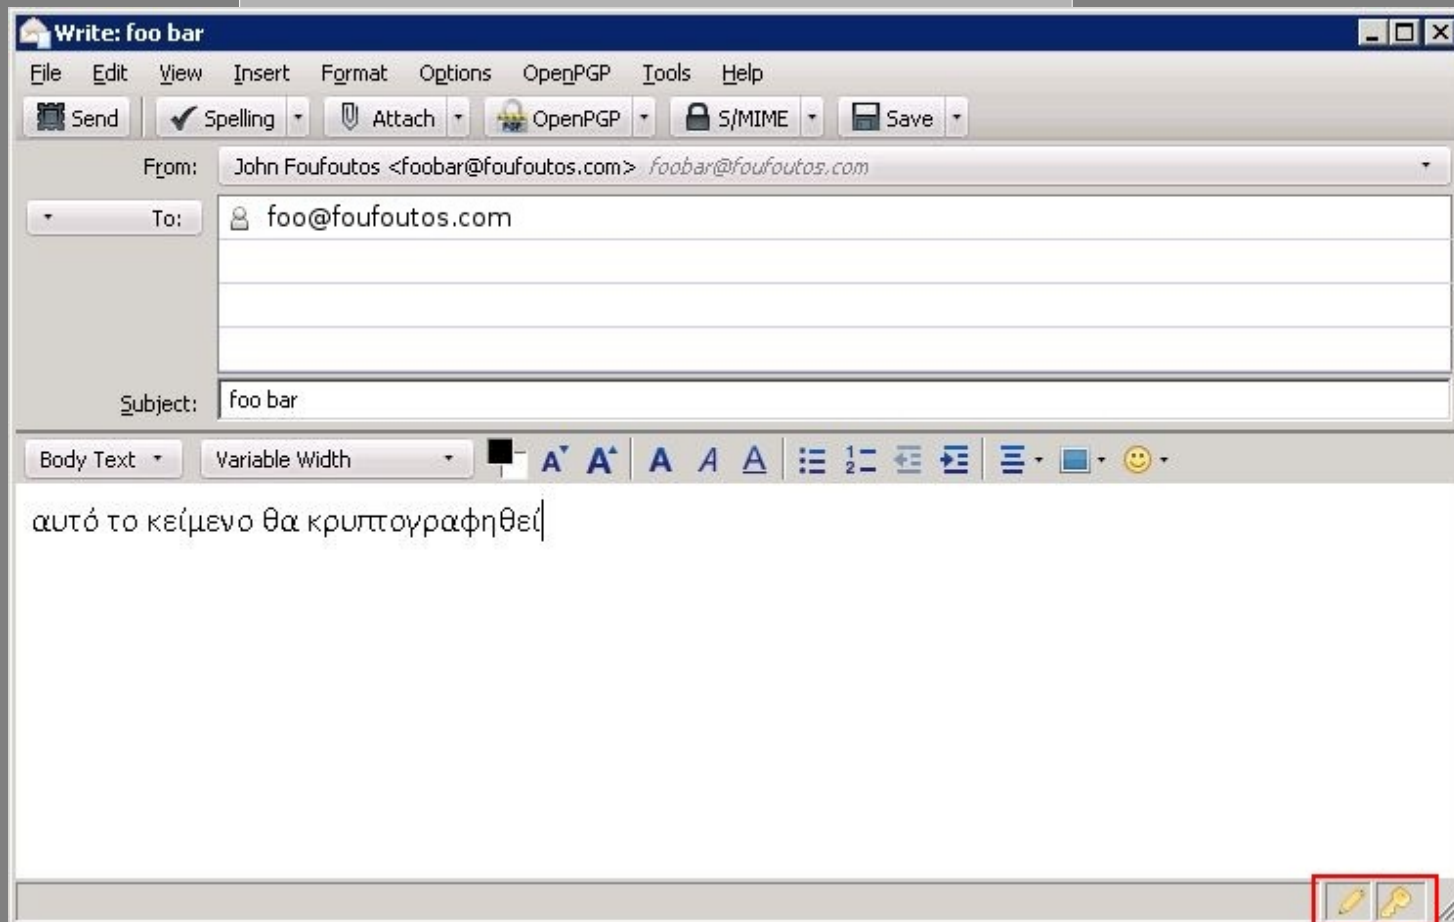 Write: foo bar
File Edit View Insert Format Options OpenPGP Tools Help
Send Spelling Attach OpenPGP S/MIME Save
From: John Foufoutos <foobar@foufoutos.com> foobar@foufoutos.com
To: foo@foufoutos.com
Subject: foo bar
Body Text Variable Width
αυτό το κείμενο θα κρυπτογραφηθεί